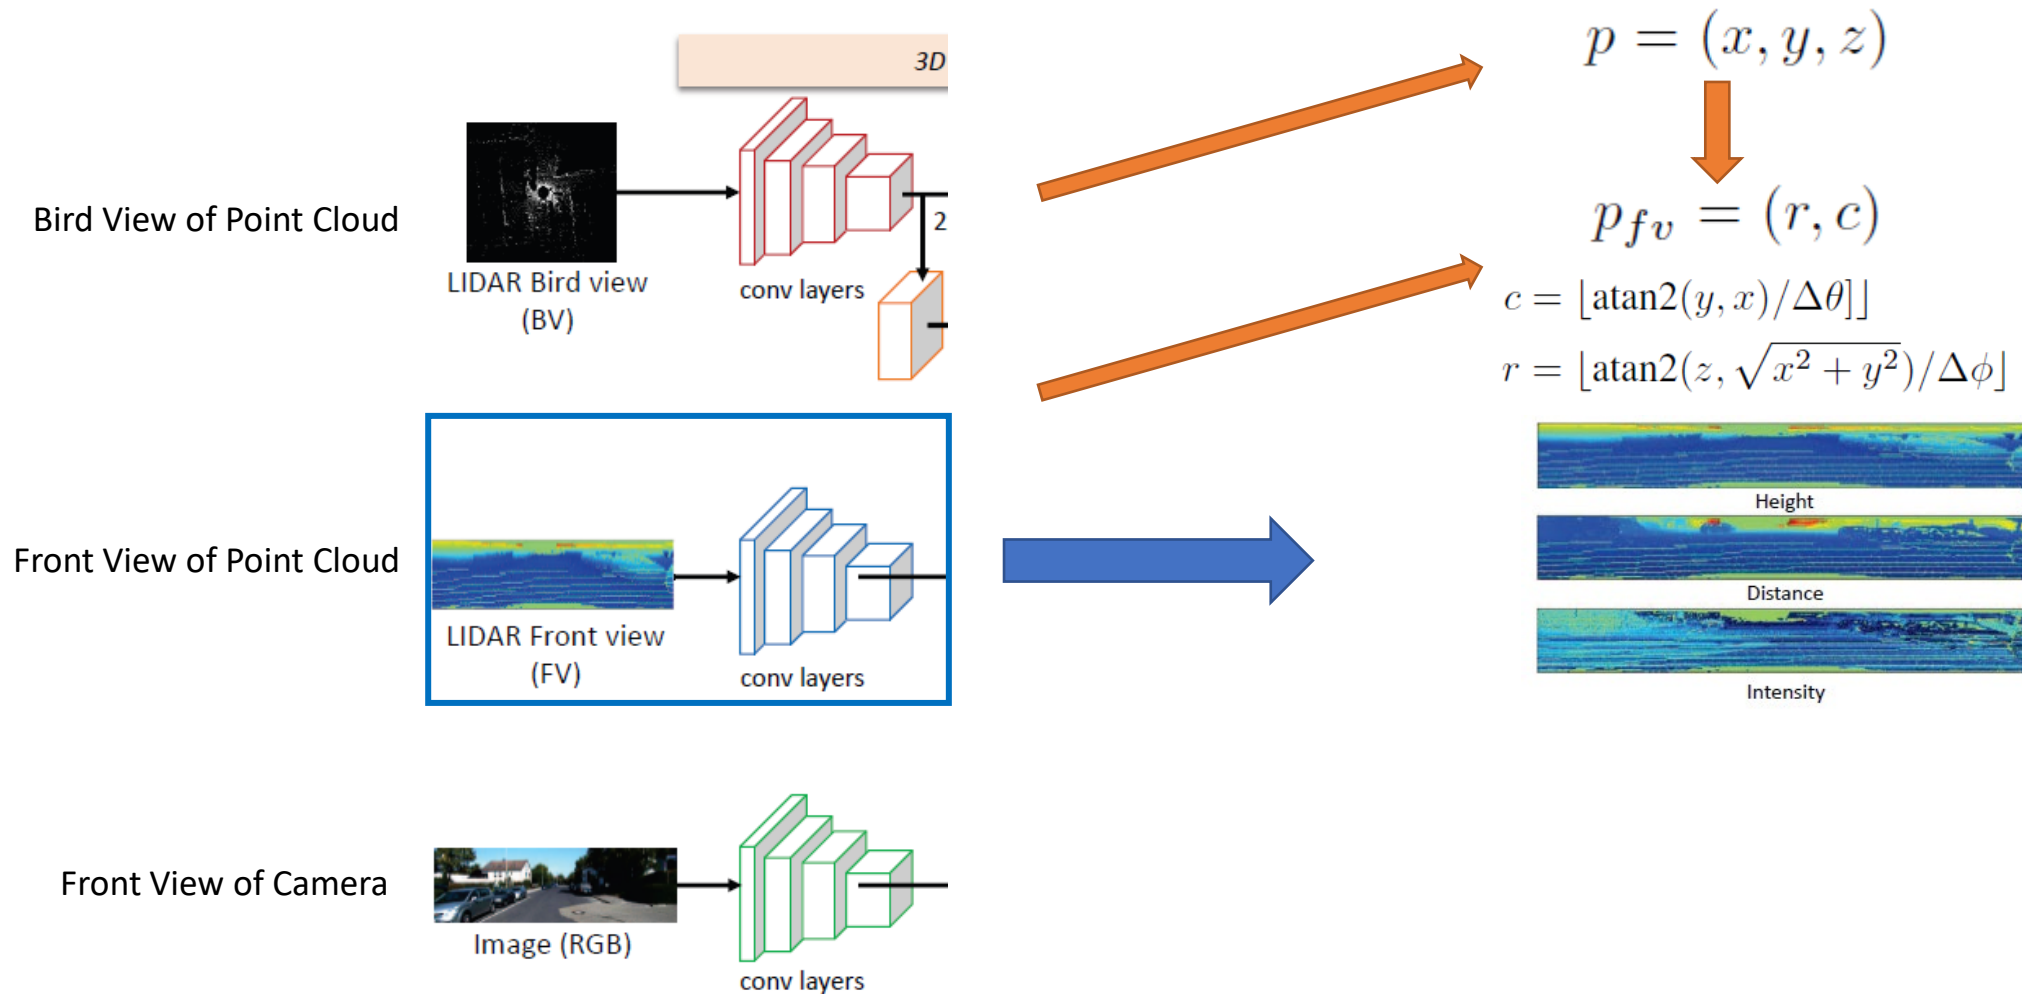 3D
p = (x, y, z)
Bird View of Point Cloud
LIDAR Bird view
(BV)
conv layers
2
p_{fv} = (r, c)
c = ⌊atan2(y, x)/Δθ]⌋
r = ⌊atan2(z, √(x² + y²))/Δϕ⌋
Front View of Point Cloud
LIDAR Front view
(FV)
conv layers
Height
Distance
Intensity
Front View of Camera
Image (RGB)
conv layers